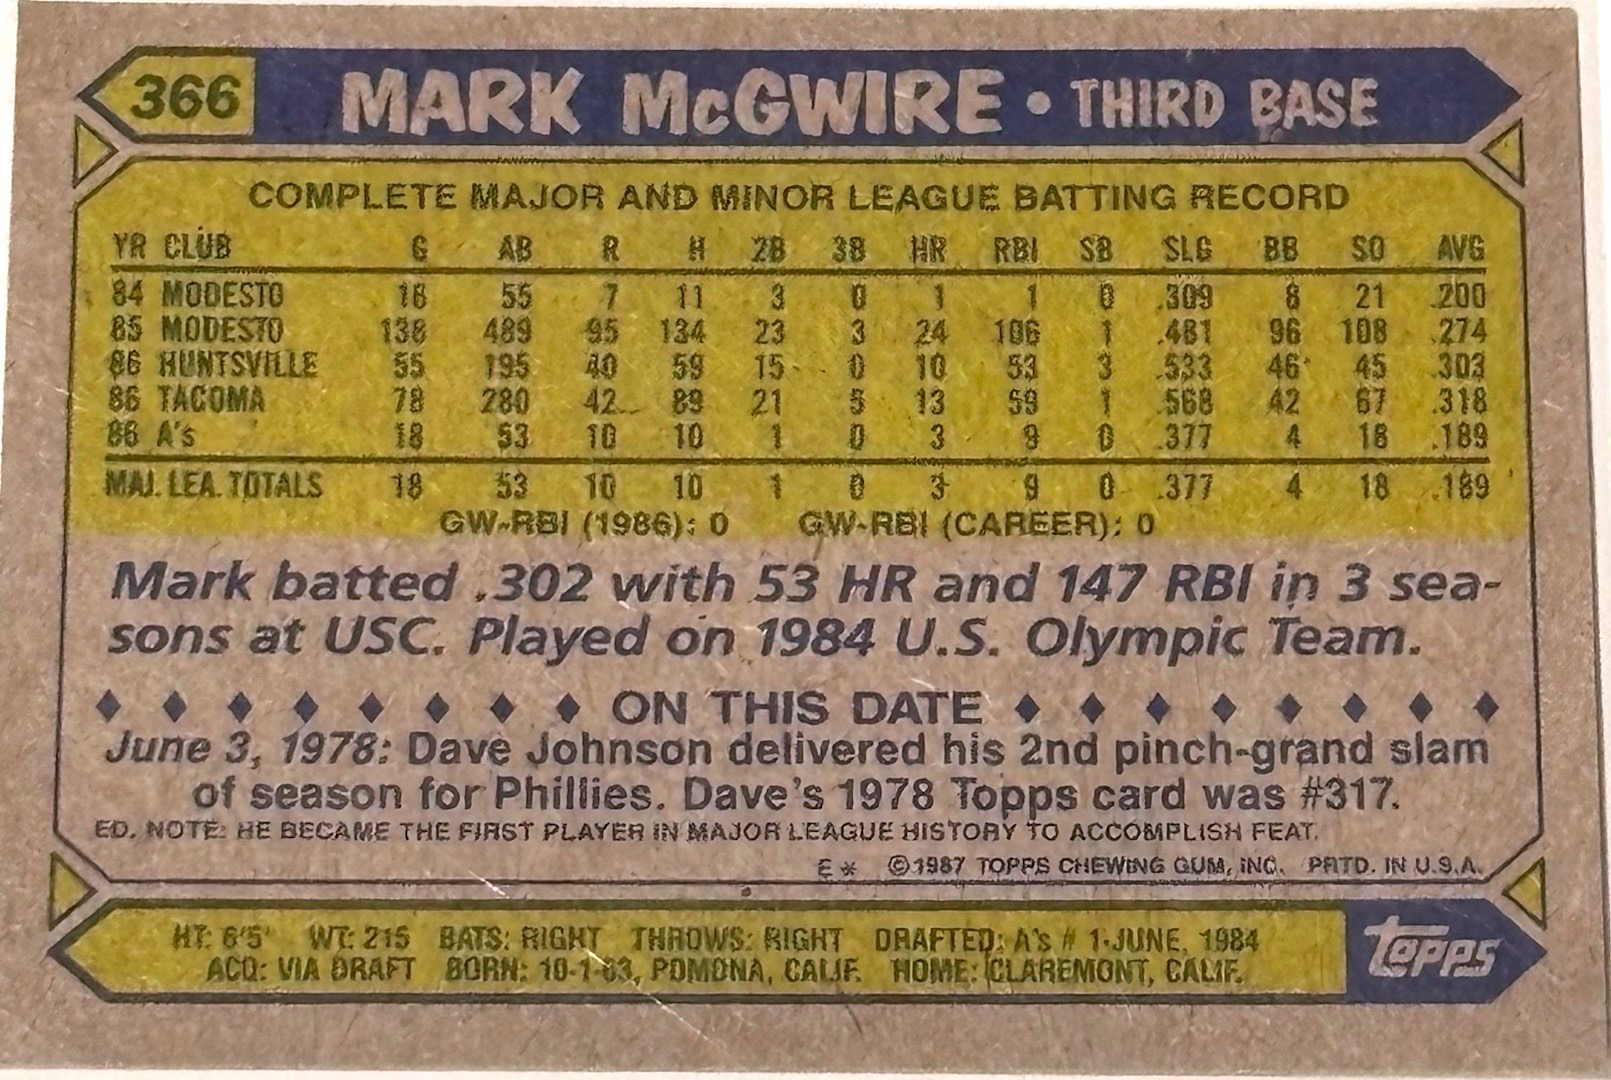 366 MARK McGWIRE • THIRD BASE
COMPLETE MAJOR AND MINOR LEAGUE BATTING RECORD
YR CLUB G AB R H 2B 3B HR RBI SB SLG BB SO AVG
84 MODESTO 16 55 7 11 3 0 1 1 0 .309 8 21 .200
85 MODESTO 138 489 95 134 23 3 24 106 1 .481 96 108 .274
86 HUNTSVILLE 55 195 40 59 15 0 10 53 3 .533 46 45 .303
86 TACOMA 78 280 42 89 21 5 13 59 1 .568 42 67 .318
86 A's 18 53 10 10 1 0 3 9 0 .377 4 18 .189
MAJ. LEA. TOTALS 18 53 10 10 1 0 3 9 0 .377 4 18 .189
GW-RBI (1986): 0 GW-RBI (CAREER): 0
Mark batted .302 with 53 HR and 147 RBI in 3 sea-
sons at USC. Played on 1984 U.S. Olympic Team.
♦ ♦ ♦ ♦ ♦ ♦ ♦ ♦ ON THIS DATE ♦ ♦ ♦ ♦ ♦ ♦ ♦ ♦
June 3, 1978: Dave Johnson delivered his 2nd pinch-grand slam
of season for Phillies. Dave's 1978 Topps card was #317.
ED. NOTE: HE BECAME THE FIRST PLAYER IN MAJOR LEAGUE HISTORY TO ACCOMPLISH FEAT.
E* ©1987 TOPPS CHEWING GUM, INC. PRTD. IN U.S.A.
HT: 6'5" WT: 215 BATS: RIGHT THROWS: RIGHT DRAFTED: A's # 1-JUNE, 1984
ACQ: VIA DRAFT BORN: 10-1-63, POMONA, CALIF. HOME: CLAREMONT, CALIF.
topps